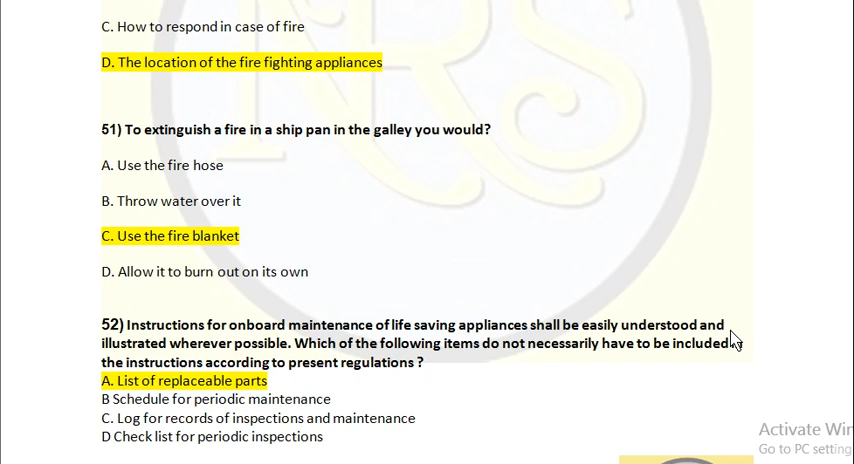 C. How to respond in case of fire
D. The location of the fire fighting appliances
51) To extinguish a fire in a ship pan in the galley you would?
A. Use the fire hose
B. Throw water over it
C. Use the fire blanket
D. Allow it to burn out on its own
52) Instructions for onboard maintenance of life saving appliances shall be easily understood and
illustrated wherever possible. Which of the following items do not necessarily have to be included
the instructions according to present regulations ?
A. List of replaceable parts
B Schedule for periodic maintenance
C. Log for records of inspections and maintenance
D Check list for periodic inspections
Activate Win
Go to PC setting
NRS